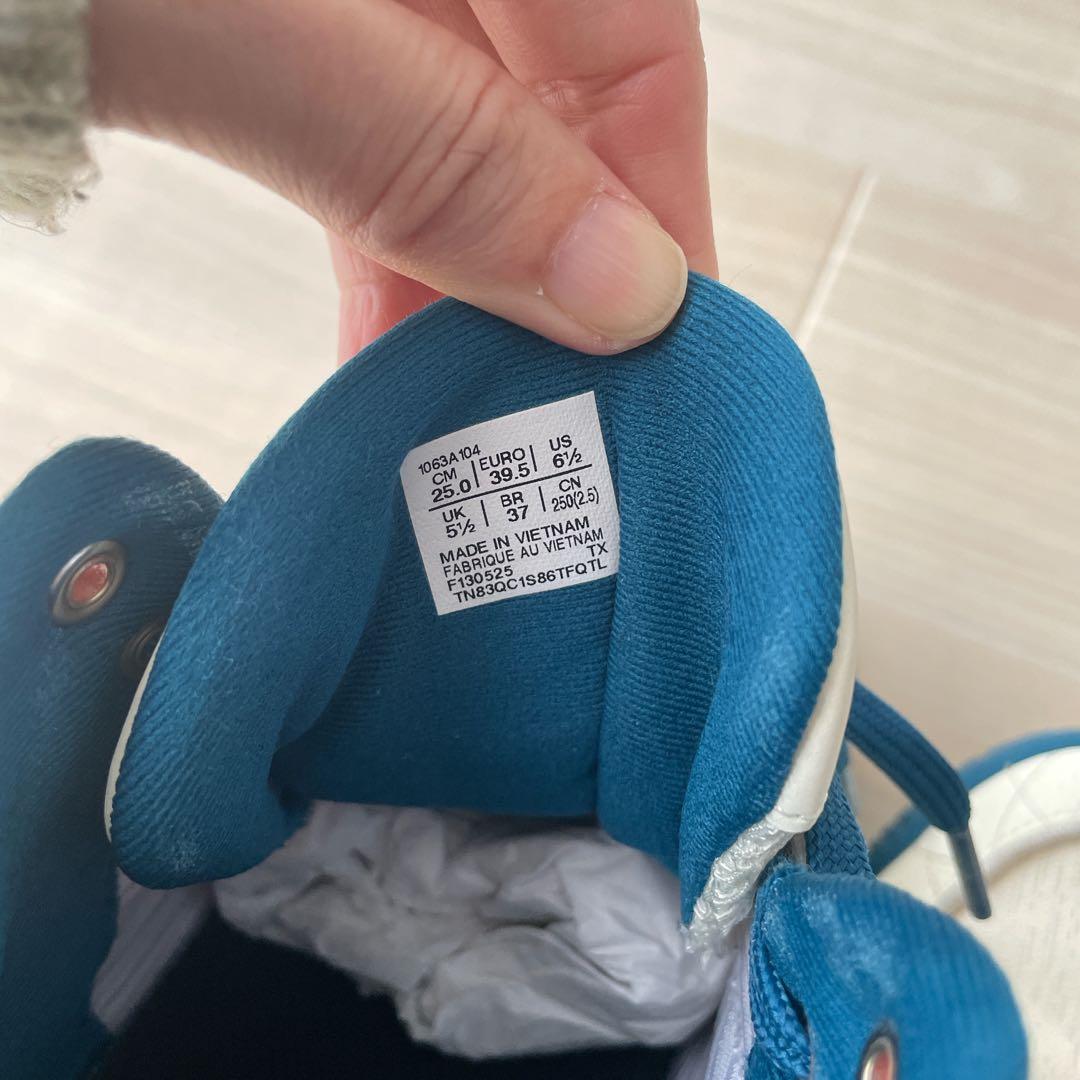 1063A104
CM EURO US
25.0 39.5 6½
UK BR CN
5½ 37 250(2.5)
MADE IN VIETNAM
FABRIQUE AU VIETNAM
F130525 TX
TN83QC1S86TFQTL